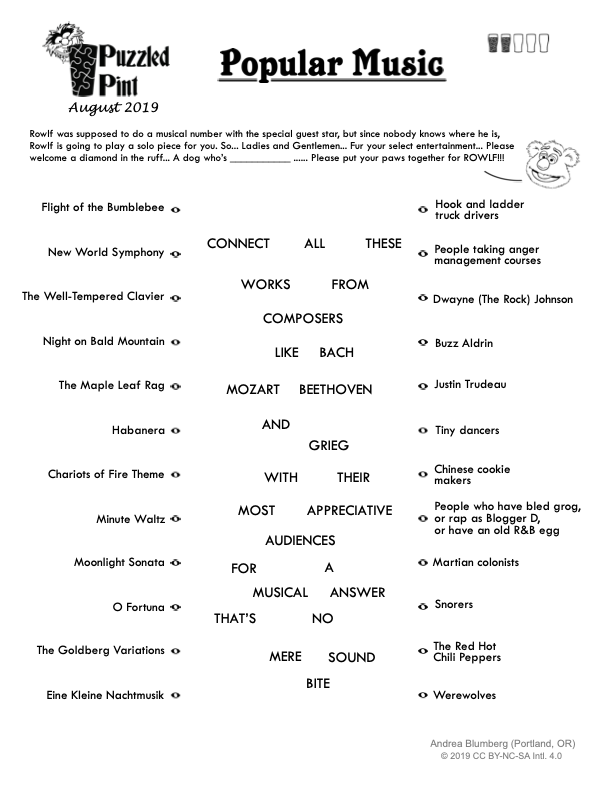 Puzzled
Pint
August 2019
Popular Music
Rowlf was supposed to do a musical number with the special guest star, but since nobody knows where he is,
Rowlf is going to play a solo piece for you. So... Ladies and Gentlemen... Fur your select entertainment... Please
welcome a diamond in the ruff... A dog who's ____________ ...... Please put your paws together for ROWLF!!!
Flight of the Bumblebee
New World Symphony
The Well-Tempered Clavier
Night on Bald Mountain
The Maple Leaf Rag
Habanera
Chariots of Fire Theme
Minute Waltz
Moonlight Sonata
O Fortuna
The Goldberg Variations
Eine Kleine Nachtmusik
CONNECT ALL THESE
WORKS FROM
COMPOSERS
LIKE BACH
MOZART BEETHOVEN
AND
GRIEG
WITH THEIR
MOST APPRECIATIVE
AUDIENCES
FOR A
MUSICAL ANSWER
THAT'S NO
MERE SOUND
BITE
Hook and ladder
truck drivers
People taking anger
management courses
Dwayne (The Rock) Johnson
Buzz Aldrin
Justin Trudeau
Tiny dancers
Chinese cookie
makers
People who have bled grog,
or rap as Blogger D,
or have an old R&B egg
Martian colonists
Snorers
The Red Hot
Chili Peppers
Werewolves
Andrea Blumberg (Portland, OR)
© 2019 CC BY-NC-SA Intl. 4.0